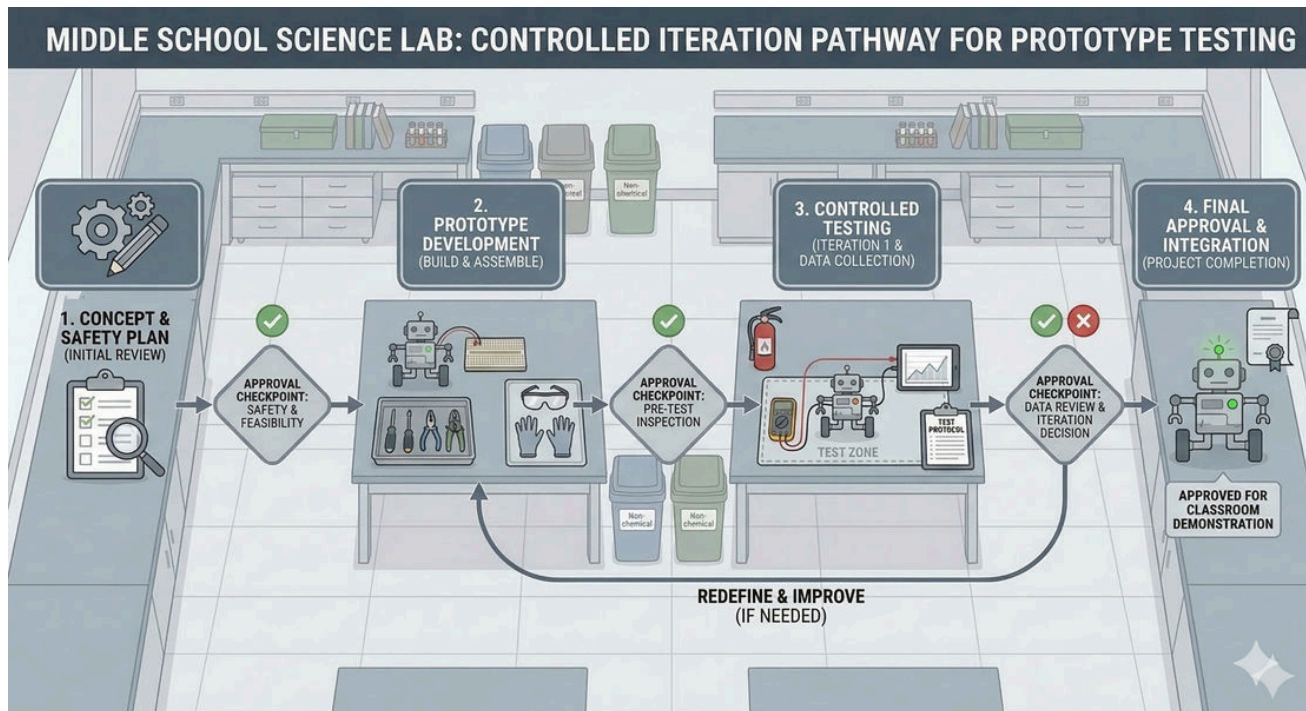 MIDDLE SCHOOL SCIENCE LAB: CONTROLLED ITERATION PATHWAY FOR PROTOTYPE TESTING
1. CONCEPT &
SAFETY PLAN
(INITIAL REVIEW)
APPROVAL
CHECKPOINT:
SAFETY &
FEASIBILITY
2.
PROTOTYPE
DEVELOPMENT
(BUILD & ASSEMBLE)
APPROVAL
CHECKPOINT:
PRE-TEST
INSPECTION
3. CONTROLLED
TESTING
(ITERATION 1 &
DATA COLLECTION)
TEST
PROTOCOL
TEST ZONE
APPROVAL
CHECKPOINT:
DATA REVIEW &
ITERATION
DECISION
4. FINAL
APPROVAL &
INTEGRATION
(PROJECT COMPLETION)
APPROVED FOR
CLASSROOM
DEMONSTRATION
REDEFINE & IMPROVE
(IF NEEDED)
Non-
Non-
chemical
Non-
chemical